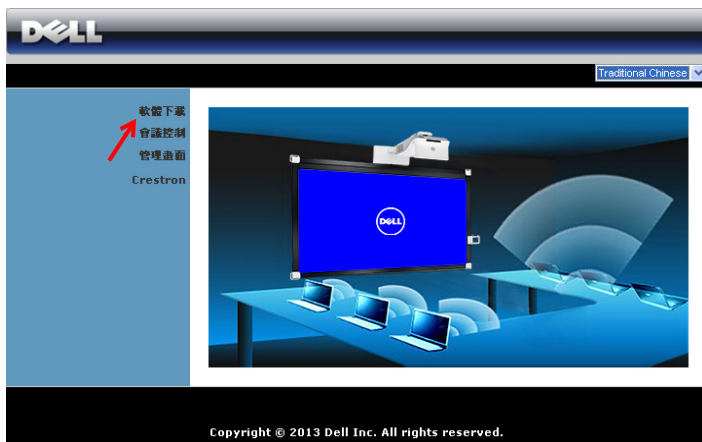 DELL
Traditional Chinese
軟體下載
會議控制
管理畫面
Crestron
DELL
Copyright © 2013 Dell Inc. All rights reserved.